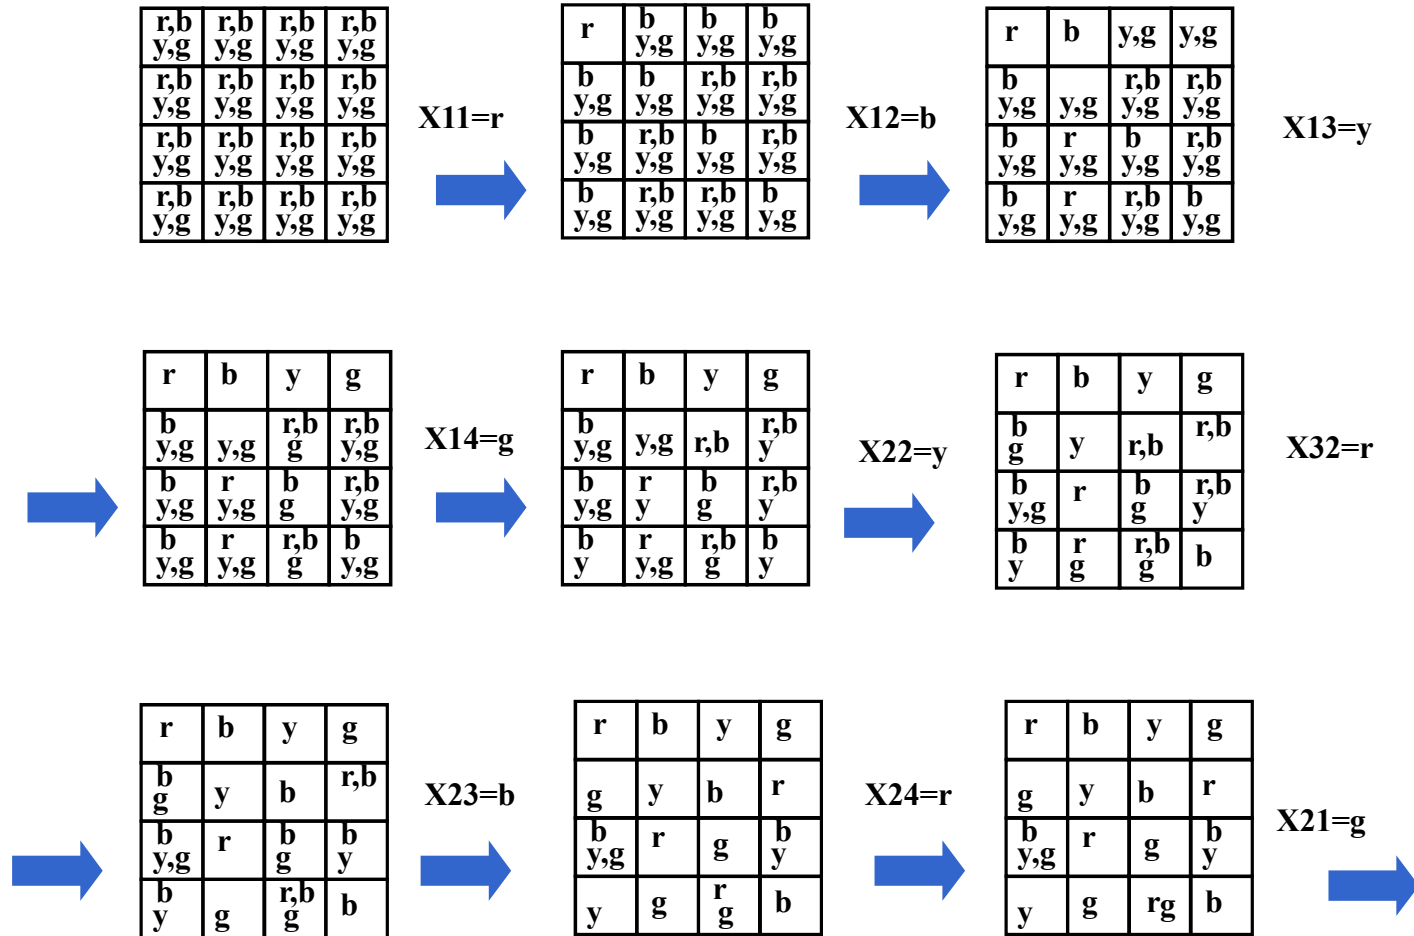 r,b r,b r,b r,b
y,g y,g y,g y,g
r,b r,b r,b r,b
y,g y,g y,g y,g
r,b r,b r,b r,b
y,g y,g y,g y,g
r,b r,b r,b r,b
y,g y,g y,g y,g
X11=r
r b b b
y,g y,g y,g
b b r,b r,b
y,g y,g y,g y,g
b r,b b r,b
y,g y,g y,g y,g
b r,b r,b b
y,g y,g y,g y,g
X12=b
r b y,g y,g
b r,b r,b
y,g y,g y,g y,g
b r b r,b
y,g y,g y,g y,g
b r r,b b
y,g y,g y,g y,g
X13=y
r b y g
b r,b r,b
y,g y,g g y,g
b r b r,b
y,g y,g g y,g
b r r,b b
y,g y,g g y,g
X14=g
r b y g
b y,g r,b r,b
y,g y
b r b r,b
y,g y g y
b r r,b b
y y,g g y
X22=y
r b y g
b y r,b r,b
g
b r b r,b
y,g g y
b r r,b b
y g g
X32=r
r b y g
b y b r,b
g
b r b b
y,g g y
b g r,b b
y g
X23=b
r b y g
g y b r
b r g b
y,g y
y g r b
g
X24=r
r b y g
g y b r
b r g b
y,g y
y g rg b
X21=g